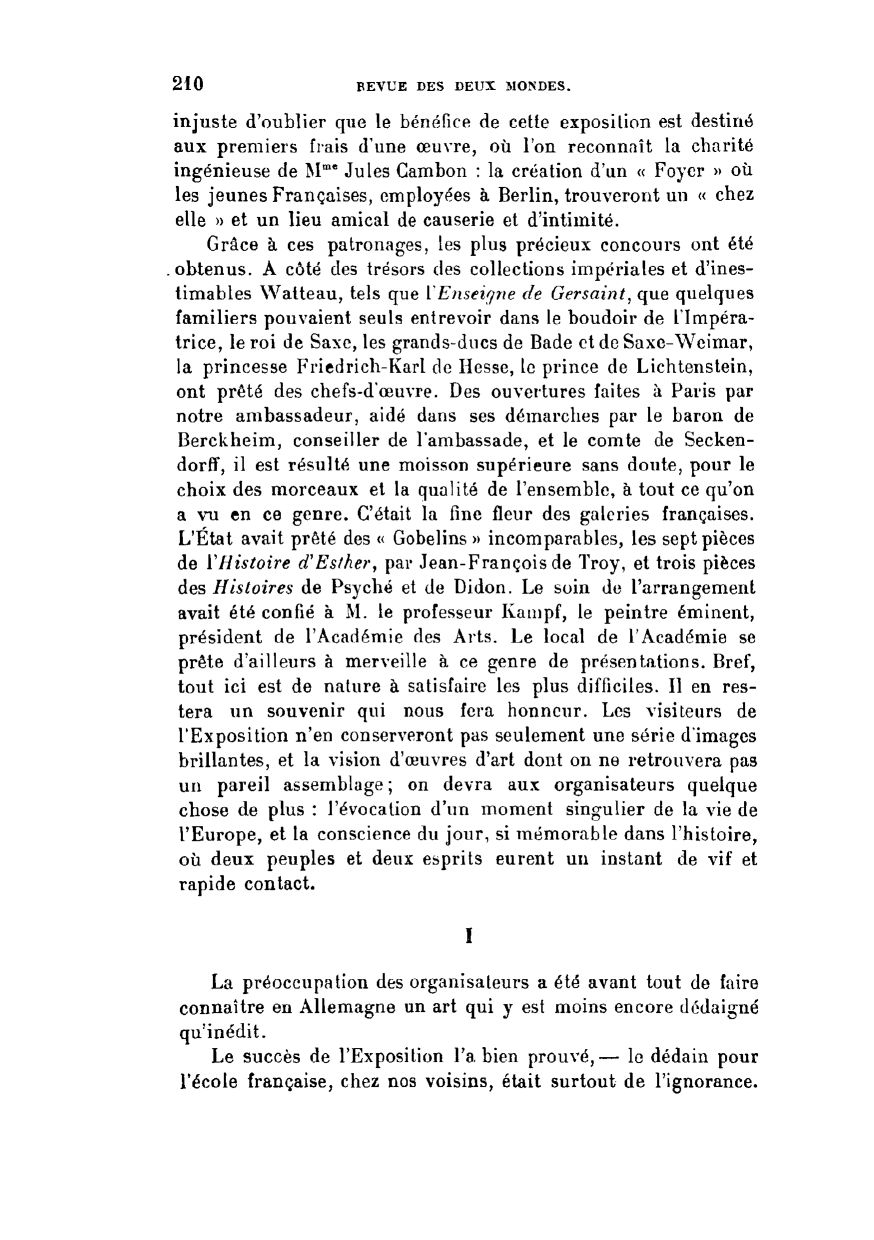 210 REVUE DES DEUX MONDES.
injuste d'oublier que le bénéfice de cette exposition est destiné
aux premiers frais d'une œuvre, où l'on reconnaît la charité
ingénieuse de Mme Jules Cambon : la création d'un « Foyer » où
les jeunes Françaises, employées à Berlin, trouveront un « chez
elle » et un lieu amical de causerie et d'intimité.
Grâce à ces patronages, les plus précieux concours ont été
obtenus. A côté des trésors des collections impériales et d'ines-
timables Watteau, tels que l'Enseigne de Gersaint, que quelques
familiers pouvaient seuls entrevoir dans le boudoir de l'Impéra-
trice, le roi de Saxe, les grands-ducs de Bade et de Saxe-Weimar,
la princesse Friedrich-Karl de Hesse, le prince de Lichtenstein,
ont prêté des chefs-d'œuvre. Des ouvertures faites à Paris par
notre ambassadeur, aidé dans ses démarches par le baron de
Berckheim, conseiller de l'ambassade, et le comte de Secken-
dorff, il est résulté une moisson supérieure sans doute, pour le
choix des morceaux et la qualité de l'ensemble, à tout ce qu'on
a vu en ce genre. C'était la fine fleur des galeries françaises.
L'État avait prêté des « Gobelins » incomparables, les sept pièces
de l'Histoire d'Esther, par Jean-François de Troy, et trois pièces
des Histoires de Psyché et de Didon. Le soin de l'arrangement
avait été confié à M. le professeur Kampf, le peintre éminent,
président de l'Académie des Arts. Le local de l'Académie se
prête d'ailleurs à merveille à ce genre de présentations. Bref,
tout ici est de nature à satisfaire les plus difficiles. Il en res-
tera un souvenir qui nous fera honneur. Les visiteurs de
l'Exposition n'en conserveront pas seulement une série d'images
brillantes, et la vision d'œuvres d'art dont on ne retrouvera pas
un pareil assemblage; on devra aux organisateurs quelque
chose de plus : l'évocation d'un moment singulier de la vie de
l'Europe, et la conscience du jour, si mémorable dans l'histoire,
où deux peuples et deux esprits eurent un instant de vif et
rapide contact.
I
La préoccupation des organisateurs a été avant tout de faire
connaître en Allemagne un art qui y est moins encore dédaigné
qu'inédit.
Le succès de l'Exposition l'a bien prouvé, — le dédain pour
l'école française, chez nos voisins, était surtout de l'ignorance.